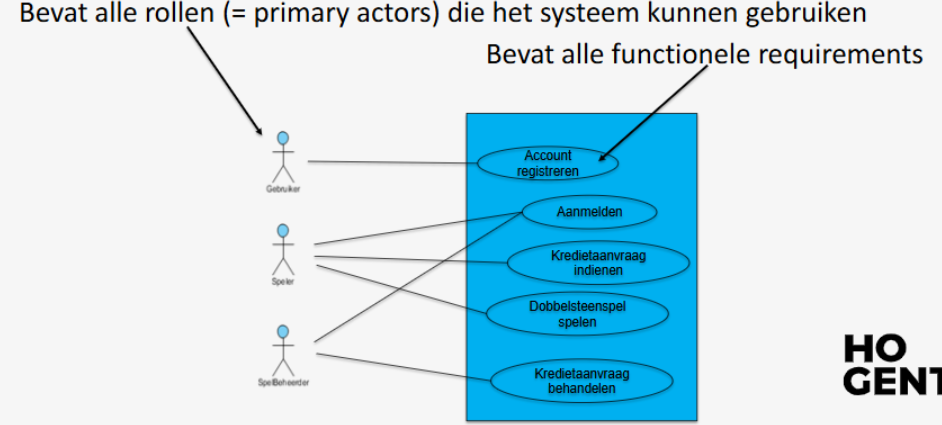 Bevat alle rollen (= primary actors) die het systeem kunnen gebruiken
Bevat alle functionele requirements
Account
registreren
Gebruiker
Aanmelden
Kredietaanvraag
indienen
Speler
Dobbelsteenspel
spelen
Kredietaanvraag
behandelen
SpelBeheerder
HO
GENT